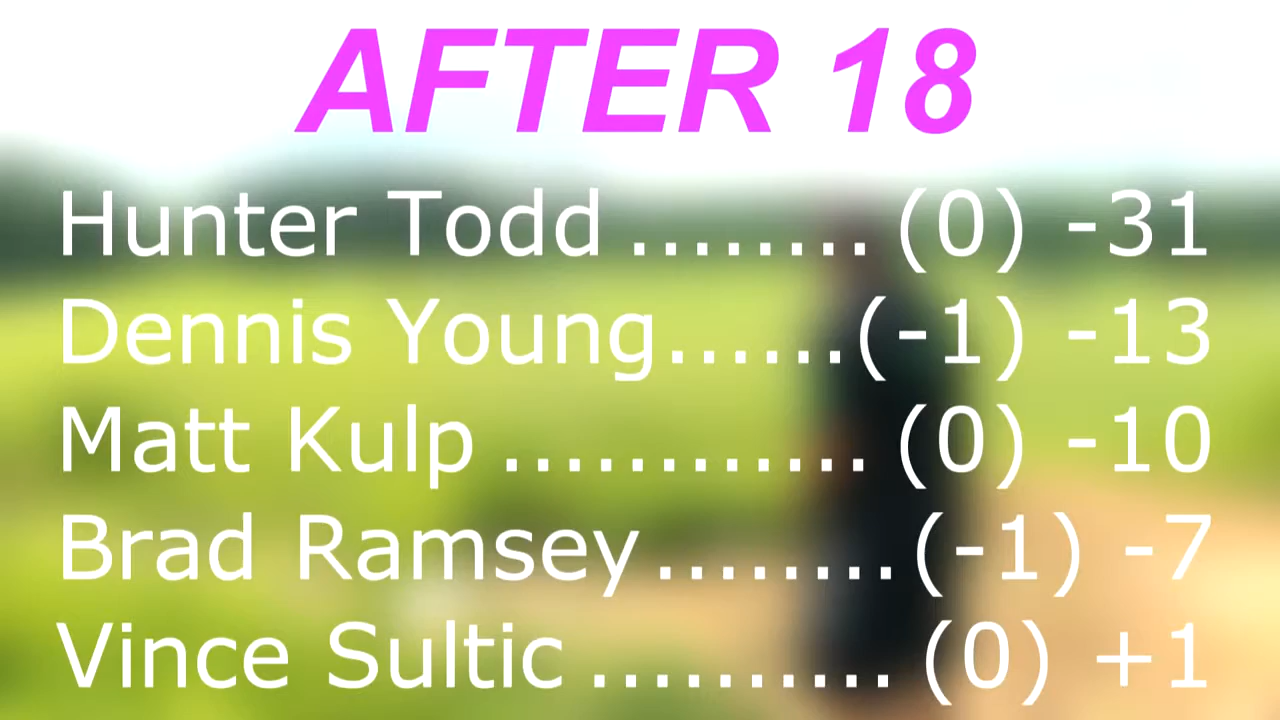 AFTER 18
Hunter Todd ........ (0) -31
Dennis Young......(-1) -13
Matt Kulp ............ (0) -10
Brad Ramsey ........(-1) -7
Vince Sultic .......... (0) +1